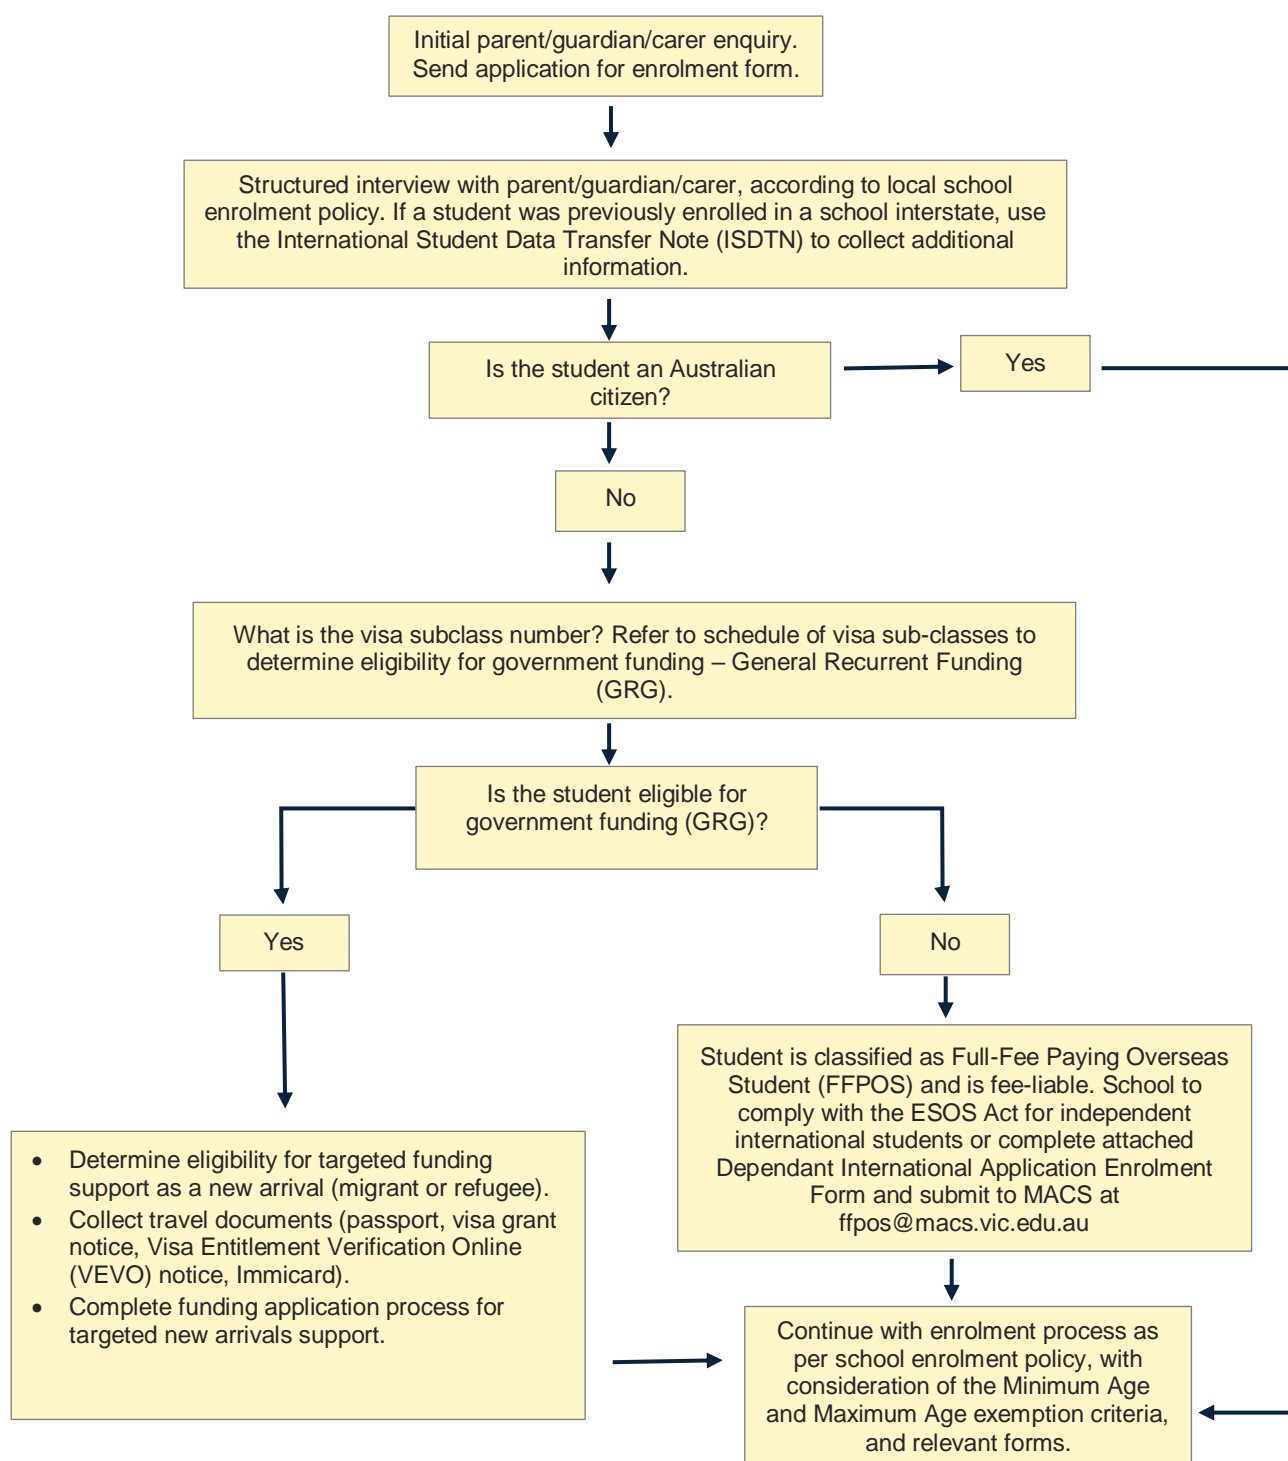 Initial parent/guardian/carer enquiry.
Send application for enrolment form.
Structured interview with parent/guardian/carer, according to local school
enrolment policy. If a student was previously enrolled in a school interstate, use
the International Student Data Transfer Note (ISDTN) to collect additional
information.
Is the student an Australian
citizen?
Yes
No
What is the visa subclass number? Refer to schedule of visa sub-classes to
determine eligibility for government funding – General Recurrent Funding
(GRG).
Is the student eligible for
government funding (GRG)?
Yes
No
Student is classified as Full-Fee Paying Overseas
Student (FFPOS) and is fee-liable. School to
comply with the ESOS Act for independent
international students or complete attached
Dependant International Application Enrolment
Form and submit to MACS at
ffpos@macs.vic.edu.au
• Determine eligibility for targeted funding
support as a new arrival (migrant or refugee).
• Collect travel documents (passport, visa grant
notice, Visa Entitlement Verification Online
(VEVO) notice, Immicard).
• Complete funding application process for
targeted new arrivals support.
Continue with enrolment process as
per school enrolment policy, with
consideration of the Minimum Age
and Maximum Age exemption criteria,
and relevant forms.